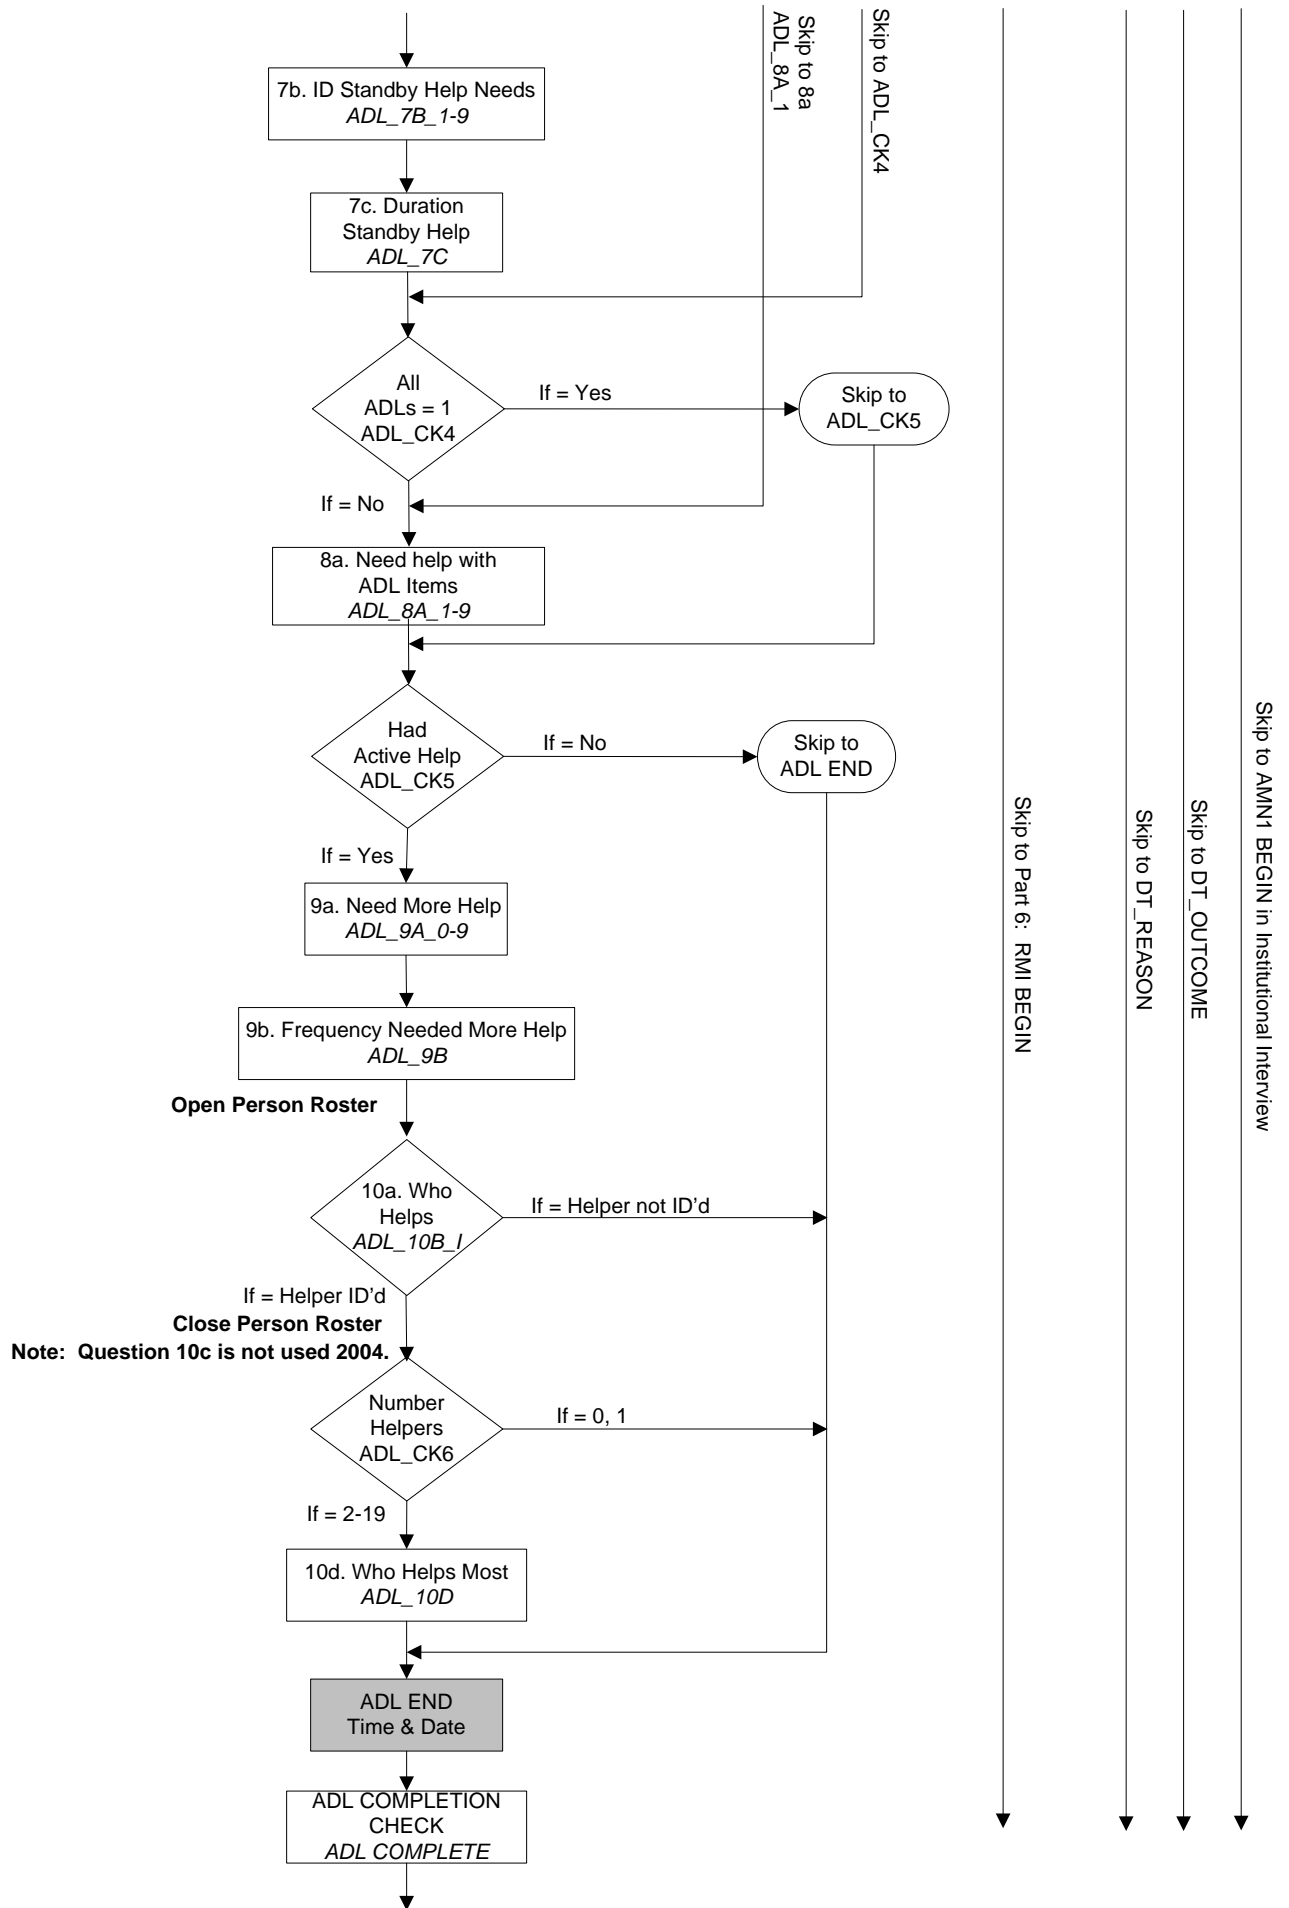 7b. ID Standby Help Needs
ADL_7B_1-9
Skip to 8a
ADL_8A_1
Skip to ADL_CK4
7c. Duration
Standby Help
ADL_7C
All
ADLs = 1
ADL_CK4
If = Yes
Skip to
ADL_CK5
If = No
8a. Need help with
ADL Items
ADL_8A_1-9
Had
Active Help
ADL_CK5
If = No
Skip to
ADL END
If = Yes
9a. Need More Help
ADL_9A_0-9
9b. Frequency Needed More Help
ADL_9B
Open Person Roster
10a. Who
Helps
ADL_10B_I
If = Helper not ID’d
If = Helper ID’d
Close Person Roster
Note:  Question 10c is not used 2004.
Number
Helpers
ADL_CK6
If = 0, 1
If = 2-19
10d. Who Helps Most
ADL_10D
ADL END
Time & Date
ADL COMPLETION
CHECK
ADL COMPLETE
Skip to Part 6:  RMI BEGIN
Skip to DT_REASON
Skip to DT_OUTCOME
Skip to AMN1 BEGIN in Institutional Interview